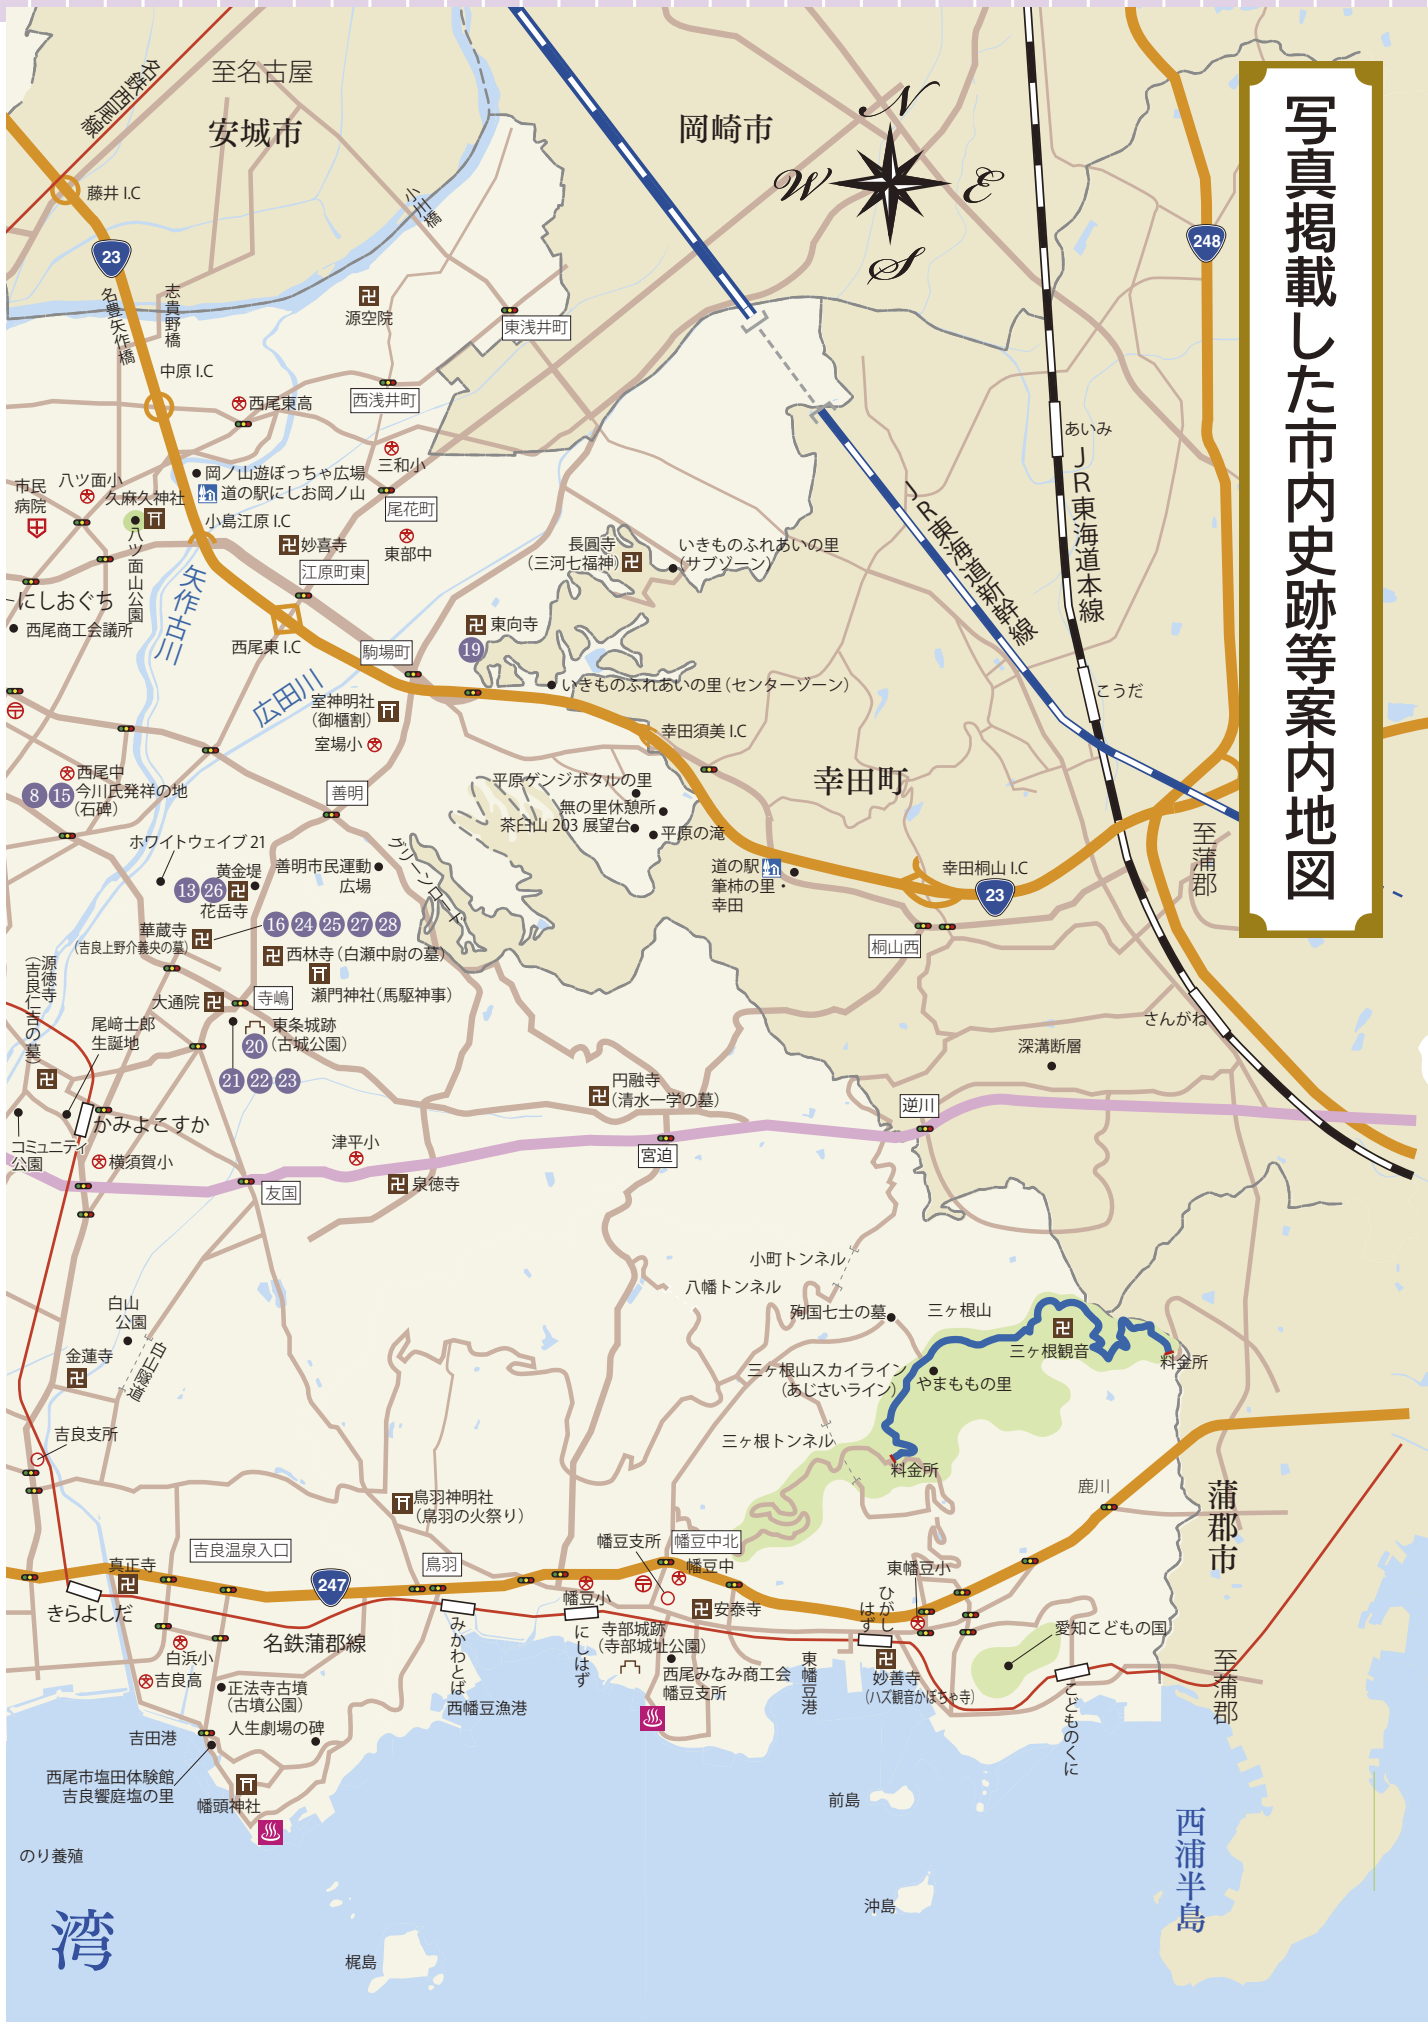 写真掲載した市内史跡等案内地図
名鉄西尾線
至名古屋
安城市
岡崎市
N
W
E
S
藤井 I.C
23
248
小川橋
名豊矢作橋
志貴野橋
源空院
東浅井町
中原 I.C
西尾東高
西浅井町
あいみ
JR東海道本線
三和小
市民
病院
八ツ面小
久麻久神社
岡ノ山遊ぼっちゃ広場
道の駅にしお岡ノ山
尾花町
小島江原 I.C
妙喜寺
東部中
JR東海道新幹線
長圓寺
(三河七福神)
いきものふれあいの里
(サブゾーン)
八ツ面山公園
江原町東
矢作古川
にしおぐち
西尾商工会議所
西尾東 I.C
駒場町
東向寺
19
広田川
いきものふれあいの里(センターゾーン)
こうだ
室神明社
(御櫃割)
室場小
幸田須美 I.C
西尾中
8
15
今川氏発祥の地
(石碑)
善明
平原ゲンジボタルの里
幸田町
無の里休憩所
茶臼山 203 展望台
平原の滝
至蒲郡
ホワイトウェイブ 21
グリーンロード
黄金堤
善明市民運動
広場
13
26
花岳寺
道の駅
筆柿の里・
幸田
幸田桐山 I.C
23
16
24
25
27
28
華蔵寺
(吉良上野介義央の墓)
西林寺(白瀬中尉の墓)
桐山西
源徳寺
(吉良仁吉の墓)
瀬門神社(馬駆神事)
大通院
寺嶋
さんがね
尾﨑士郎
生誕地
東条城跡
20
(古城公園)
深溝断層
21
22
23
円融寺
(清水一学の墓)
逆川
かみよこすか
コミュニティ
公園
横須賀小
津平小
宮迫
友国
泉徳寺
小町トンネル
八幡トンネル
白山
公園
殉国七士の墓
三ヶ根山
三ヶ根観音
料金所
金蓮寺
白山隧道
三ヶ根山スカイライン
(あじさいライン)
やまももの里
吉良支所
三ヶ根トンネル
料金所
鹿川
蒲郡市
鳥羽神明社
(鳥羽の火祭り)
吉良温泉入口
鳥羽
幡豆支所
幡豆中北
真正寺
幡豆中
東幡豆小
247
きらよしだ
幡豆小
ひがし
はず
安泰寺
名鉄蒲郡線
みかわとば
にしはず
寺部城跡
(寺部城址公園)
愛知こどもの国
白浜小
吉良高
正法寺古墳
(古墳公園)
西尾みなみ商工会
幡豆支所
東幡豆港
妙善寺
(ハズ観音かぼちゃ寺)
至蒲郡
西幡豆漁港
こどものくに
吉田港
人生劇場の碑
西尾市塩田体験館
吉良饗庭塩の里
幡頭神社
前島
西浦半島
のり養殖
沖島
湾
梶島